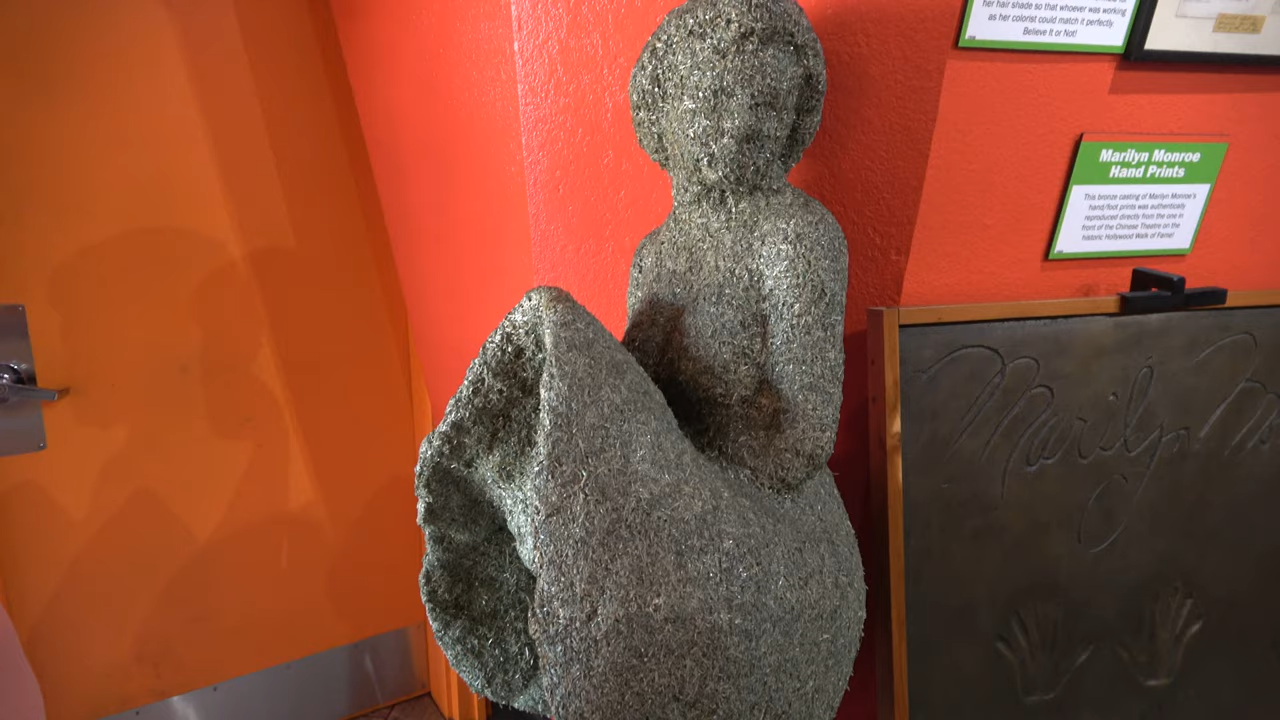 her hair shade so that whoever was working
as her colorist could match it perfectly.
Believe It or Not!
Marilyn Monroe
Hand Prints
This bronze casting of Marilyn Monroe's
hand/foot prints was authentically
reproduced directly from the one in
front of the Chinese Theatre on the
historic Hollywood Walk of Fame!
Marilyn Mo